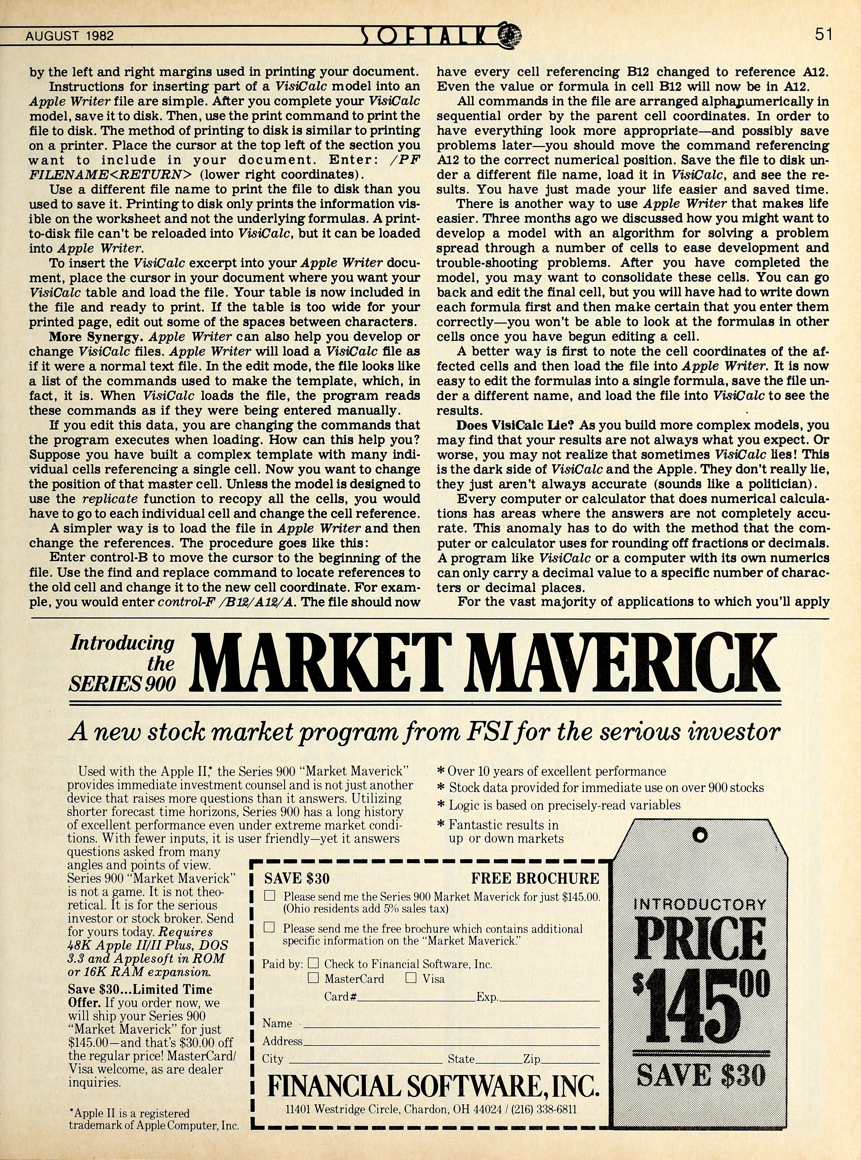 AUGUST 1982
SOFTALK
51
by the left and right margins used in printing your document.
Instructions for inserting part of a VisiCalc model into an
Apple Writer file are simple. After you complete your VisiCalc
model, save it to disk. Then, use the print command to print the
file to disk. The method of printing to disk is similar to printing
on a printer. Place the cursor at the top left of the section you
want to include in your document. Enter: /PF
FILENAME<RETURN> (lower right coordinates).
Use a different file name to print the file to disk than you
used to save it. Printing to disk only prints the information vis-
ible on the worksheet and not the underlying formulas. A print-
to-disk file can't be reloaded into VisiCalc, but it can be loaded
into Apple Writer.
To insert the VisiCalc excerpt into your Apple Writer docu-
ment, place the cursor in your document where you want your
VisiCalc table and load the file. Your table is now included in
the file and ready to print. If the table is too wide for your
printed page, edit out some of the spaces between characters.
More Synergy. Apple Writer can also help you develop or
change VisiCalc files. Apple Writer will load a VisiCalc file as
if it were a normal text file. In the edit mode, the file looks like
a list of the commands used to make the template, which, in
fact, it is. When VisiCalc loads the file, the program reads
these commands as if they were being entered manually.
If you edit this data, you are changing the commands that
the program executes when loading. How can this help you?
Suppose you have built a complex template with many indi-
vidual cells referencing a single cell. Now you want to change
the position of that master cell. Unless the model is designed to
use the replicate function to recopy all the cells, you would
have to go to each individual cell and change the cell reference.
A simpler way is to load the file in Apple Writer and then
change the references. The procedure goes like this:
Enter control-B to move the cursor to the beginning of the
file. Use the find and replace command to locate references to
the old cell and change it to the new cell coordinate. For exam-
ple, you would enter control-F /B12/A12/A. The file should now
have every cell referencing B12 changed to reference A12.
Even the value or formula in cell B12 will now be in A12.
All commands in the file are arranged alphanumerically in
sequential order by the parent cell coordinates. In order to
have everything look more appropriate—and possibly save
problems later—you should move the command referencing
A12 to the correct numerical position. Save the file to disk un-
der a different file name, load it in VisiCalc, and see the re-
sults. You have just made your life easier and saved time.
There is another way to use Apple Writer that makes life
easier. Three months ago we discussed how you might want to
develop a model with an algorithm for solving a problem
spread through a number of cells to ease development and
trouble-shooting problems. After you have completed the
model, you may want to consolidate these cells. You can go
back and edit the final cell, but you will have had to write down
each formula first and then make certain that you enter them
correctly—you won't be able to look at the formulas in other
cells once you have begun editing a cell.
A better way is first to note the cell coordinates of the af-
fected cells and then load the file into Apple Writer. It is now
easy to edit the formulas into a single formula, save the file un-
der a different name, and load the file into VisiCalc to see the
results.
Does VisiCalc Lie? As you build more complex models, you
may find that your results are not always what you expect. Or
worse, you may not realize that sometimes VisiCalc lies! This
is the dark side of VisiCalc and the Apple. They don't really lie,
they just aren't always accurate (sounds like a politician).
Every computer or calculator that does numerical calcula-
tions has areas where the answers are not completely accu-
rate. This anomaly has to do with the method that the com-
puter or calculator uses for rounding off fractions or decimals.
A program like VisiCalc or a computer with its own numerics
can only carry a decimal value to a specific number of charac-
ters or decimal places.
For the vast majority of applications to which you'll apply
Introducing
the
SERIES 900
MARKET MAVERICK
A new stock market program from FSI for the serious investor
Used with the Apple II,* the Series 900 "Market Maverick"
provides immediate investment counsel and is not just another
device that raises more questions than it answers. Utilizing
shorter forecast time horizons, Series 900 has a long history
of excellent performance even under extreme market condi-
tions. With fewer inputs, it is user friendly—yet it answers
questions asked from many
angles and points of view.
Series 900 "Market Maverick"
is not a game. It is not theo-
retical. It is for the serious
investor or stock broker. Send
for yours today. Requires
48K Apple II/II Plus, DOS
3.3 and Applesoft in ROM
or 16K RAM expansion.
Save $30...Limited Time
Offer. If you order now, we
will ship your Series 900
"Market Maverick" for just
$145.00—and that's $30.00 off
the regular price! MasterCard/
Visa welcome, as are dealer
inquiries.
*Apple II is a registered
trademark of Apple Computer, Inc.
* Over 10 years of excellent performance
* Stock data provided for immediate use on over 900 stocks
* Logic is based on precisely-read variables
* Fantastic results in
up or down markets
SAVE $30 FREE BROCHURE
Please send me the Series 900 Market Maverick for just $145.00.
(Ohio residents add 5% sales tax)
Please send me the free brochure which contains additional
specific information on the "Market Maverick."
Paid by: Check to Financial Software, Inc.
MasterCard Visa
Card# Exp.
Name
Address
City State Zip
FINANCIAL SOFTWARE, INC.
11401 Westridge Circle, Chardon, OH 44024 / (216) 338-6811
INTRODUCTORY
PRICE
$145.00
SAVE $30